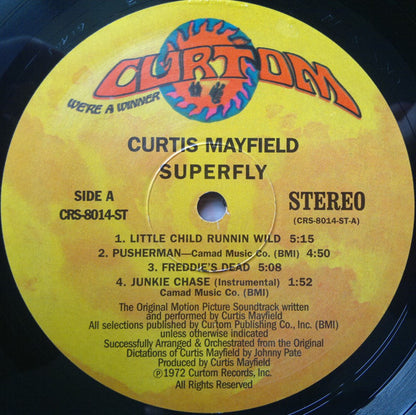 CURTOM
WE'RE A WINNER
CURTIS MAYFIELD
SUPERFLY
SIDE A
CRS-8014-ST
STEREO
(CRS-8014-ST-A)
1. LITTLE CHILD RUNNIN WILD 5:15
2. PUSHERMAN—Camad Music Co. (BMI) 4:50
3. FREDDIE'S DEAD 5:08
4. JUNKIE CHASE (Instrumental) 1:52
Camad Music Co. (BMI)
The Original Motion Picture Soundtrack written
and performed by Curtis Mayfield
All selections published by Curtom Publishing Co., Inc. (BMI)
unless otherwise indicated
Successfully Arranged & Orchestrated from the Original
Dictations of Curtis Mayfield by Johnny Pate
Produced by Curtis Mayfield
℗1972 Curtom Records, Inc.
All Rights Reserved